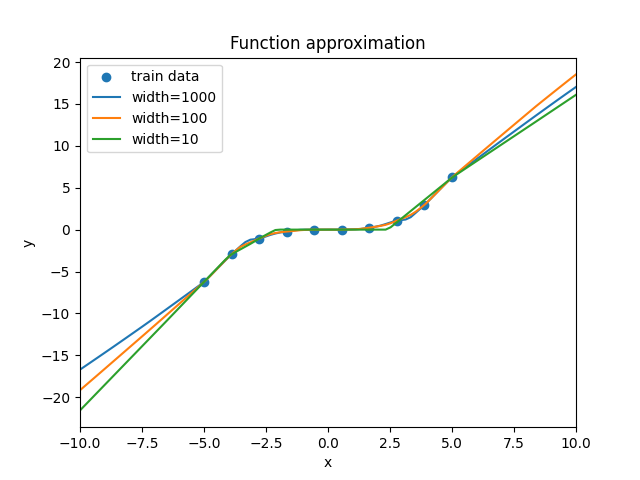 Function approximation
train data
width=1000
width=100
width=10
20
15
10
5
0
−5
−10
−15
−20
y
−10.0 −7.5 −5.0 −2.5 0.0 2.5 5.0 7.5 10.0
x